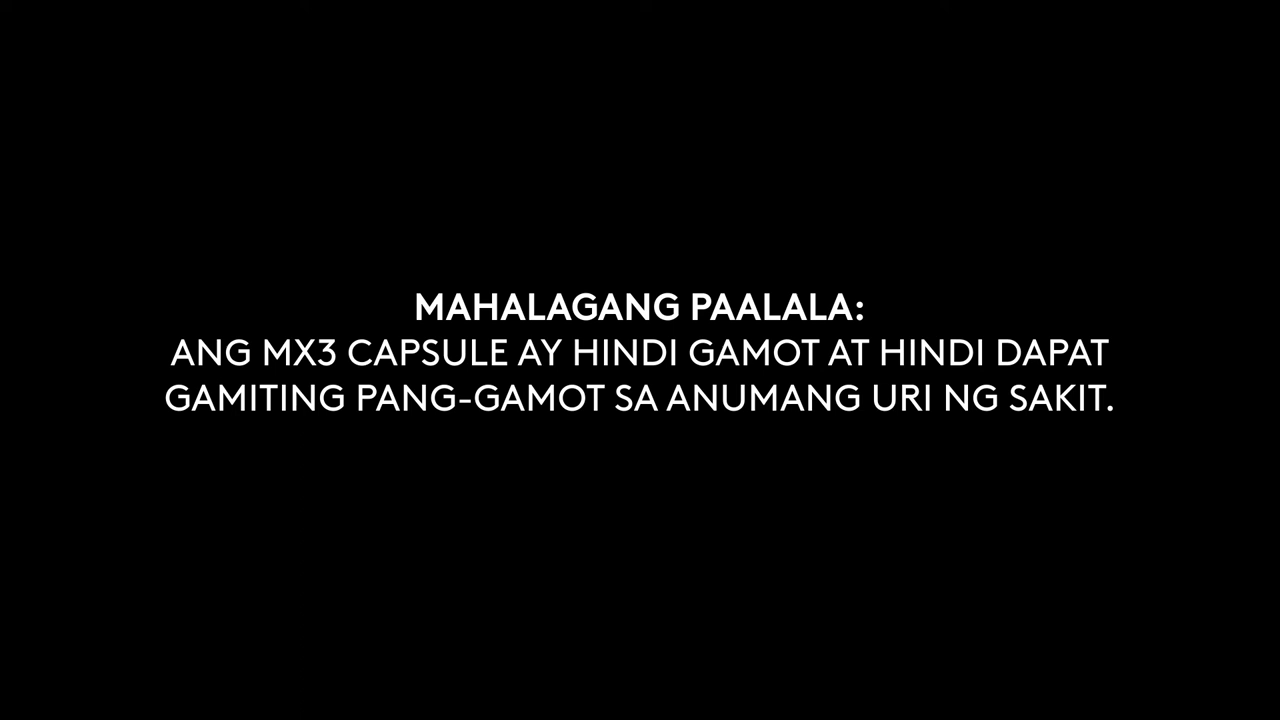 MAHALAGANG PAALALA:
ANG MX3 CAPSULE AY HINDI GAMOT AT HINDI DAPAT
GAMITING PANG-GAMOT SA ANUMANG URI NG SAKIT.